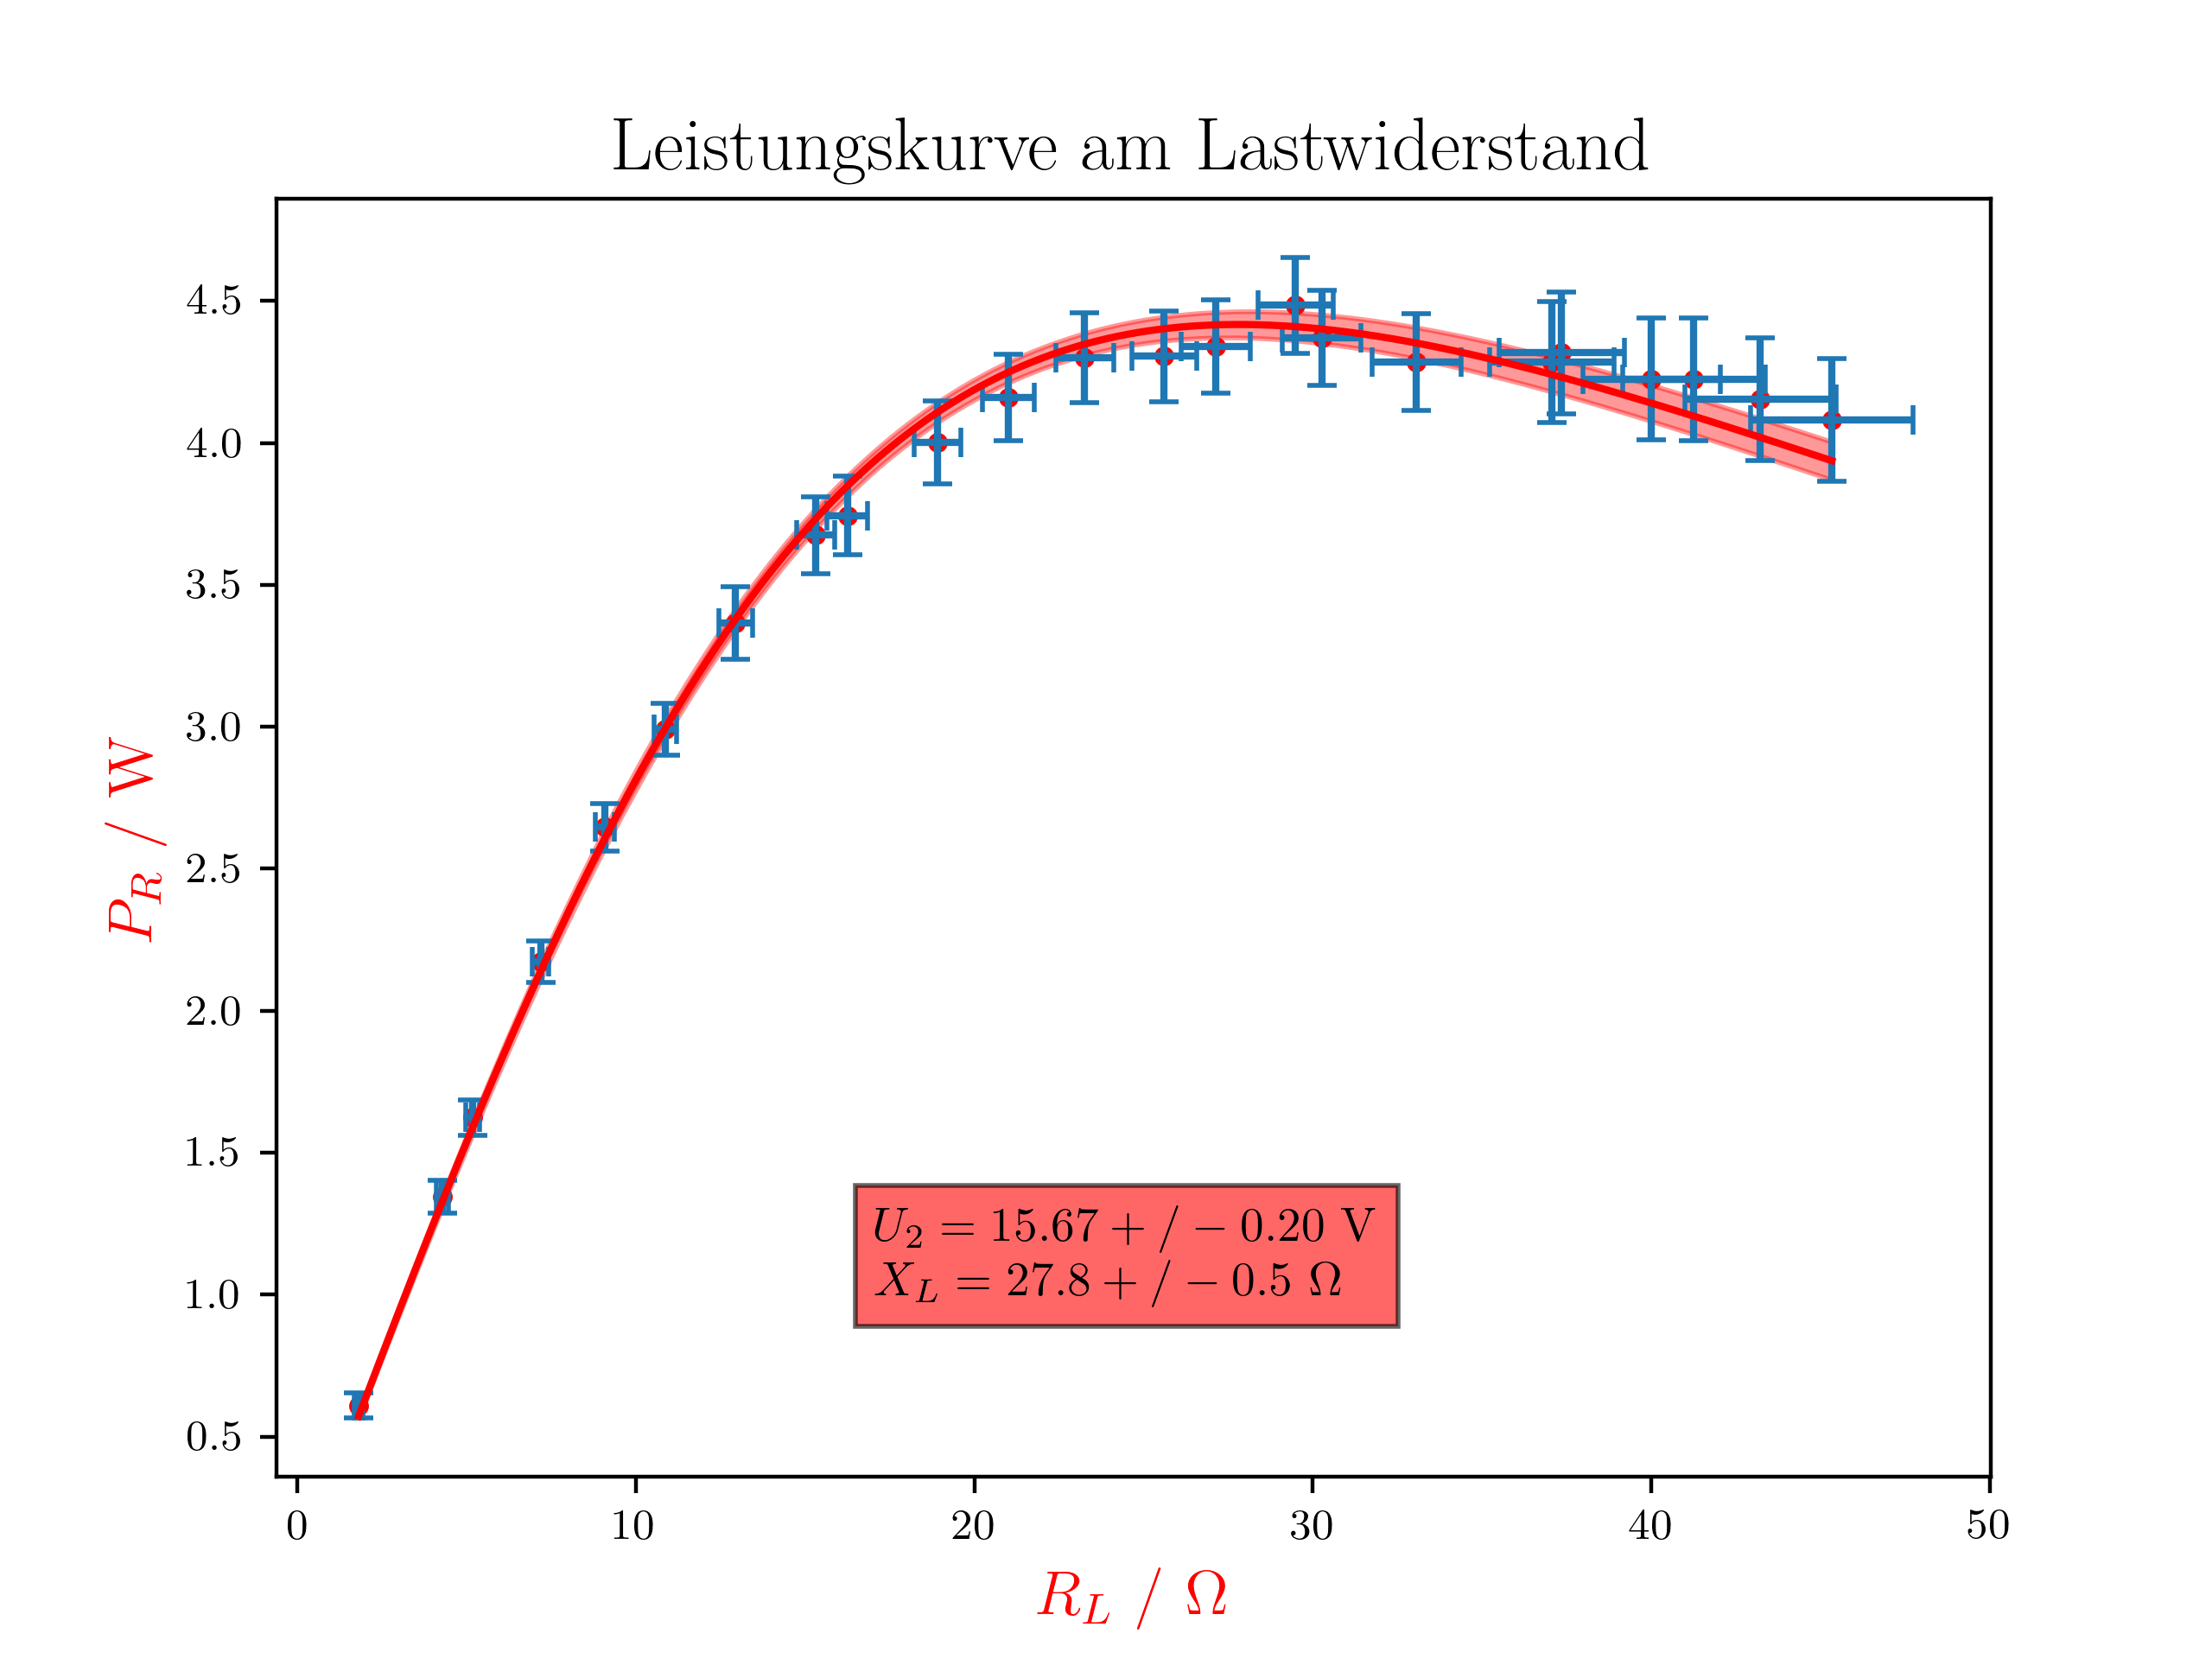 Leistungskurve am Lastwiderstand
P_R / W
4.5
4.0
3.5
3.0
2.5
2.0
1.5
1.0
0.5
U₂ = 15.67 + / − 0.20 V
X_L = 27.8 + / − 0.5 Ω
0 10 20 30 40 50
R_L / Ω